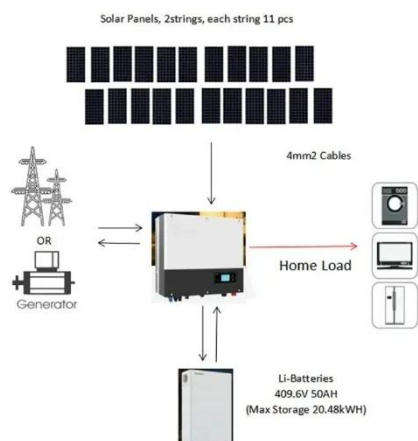 Solar Panels, 2strings, each string 11 pcs
4mm2 Cables
OR
Generator
Home Load
Li-Batteries
409.6V 50AH
(Max Storage 20.48kWH)